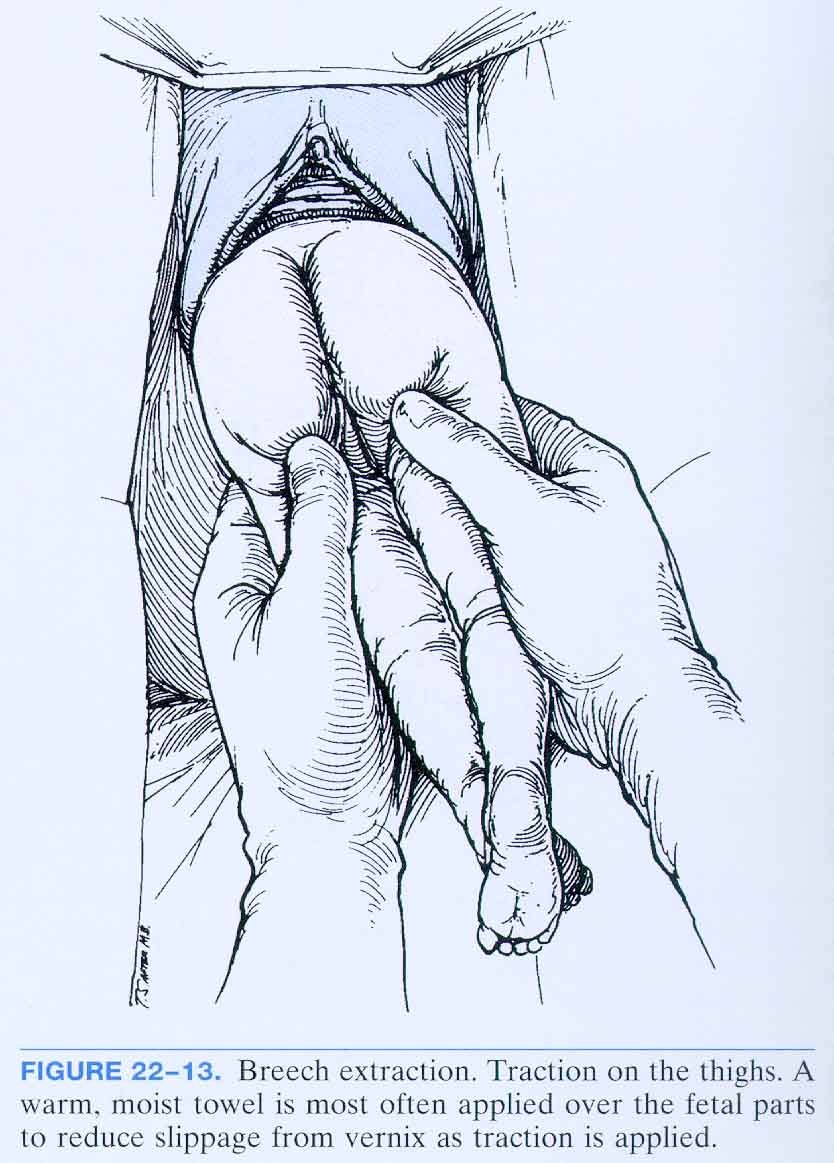 FIGURE 22–13. Breech extraction. Traction on the thighs. A
warm, moist towel is most often applied over the fetal parts
to reduce slippage from vernix as traction is applied.